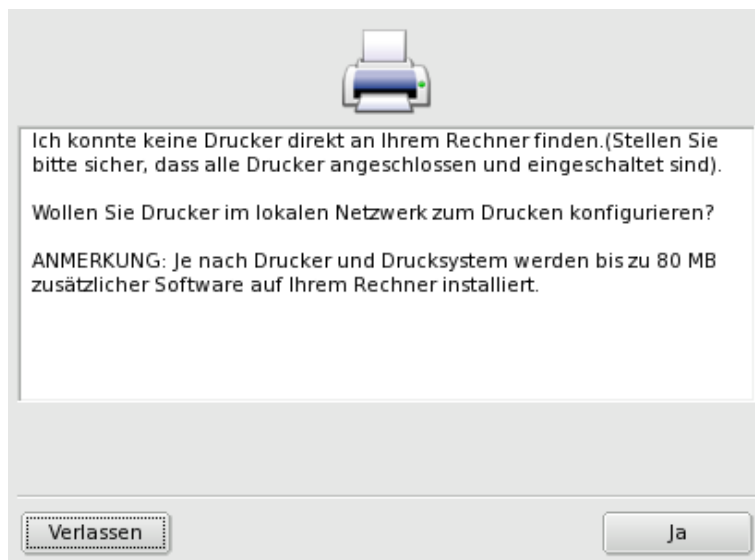 Ich konnte keine Drucker direkt an Ihrem Rechner finden.(Stellen Sie
bitte sicher, dass alle Drucker angeschlossen und eingeschaltet sind).
Wollen Sie Drucker im lokalen Netzwerk zum Drucken konfigurieren?
ANMERKUNG: Je nach Drucker und Drucksystem werden bis zu 80 MB
zusätzlicher Software auf Ihrem Rechner installiert.
Verlassen
Ja